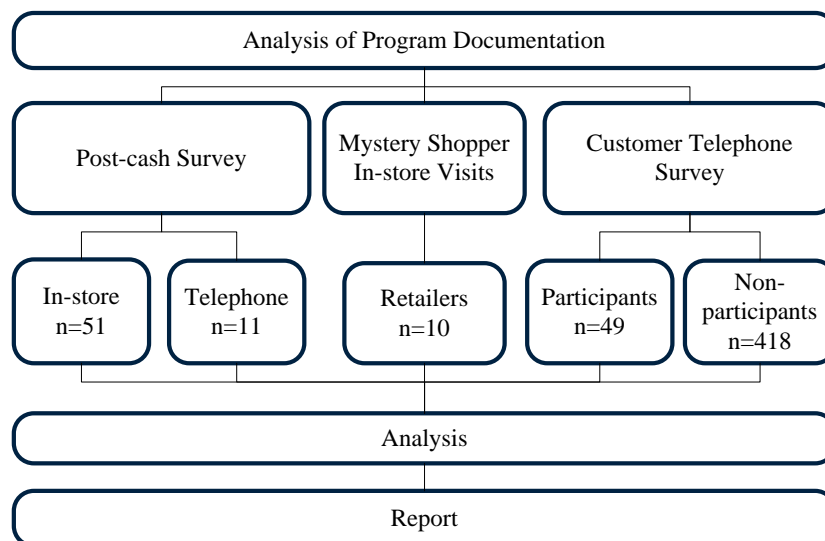 Analysis of Program Documentation
Post-cash Survey
Mystery Shopper
In-store Visits
Customer Telephone
Survey
In-store
n=51
Telephone
n=11
Retailers
n=10
Participants
n=49
Non-
participants
n=418
Analysis
Report